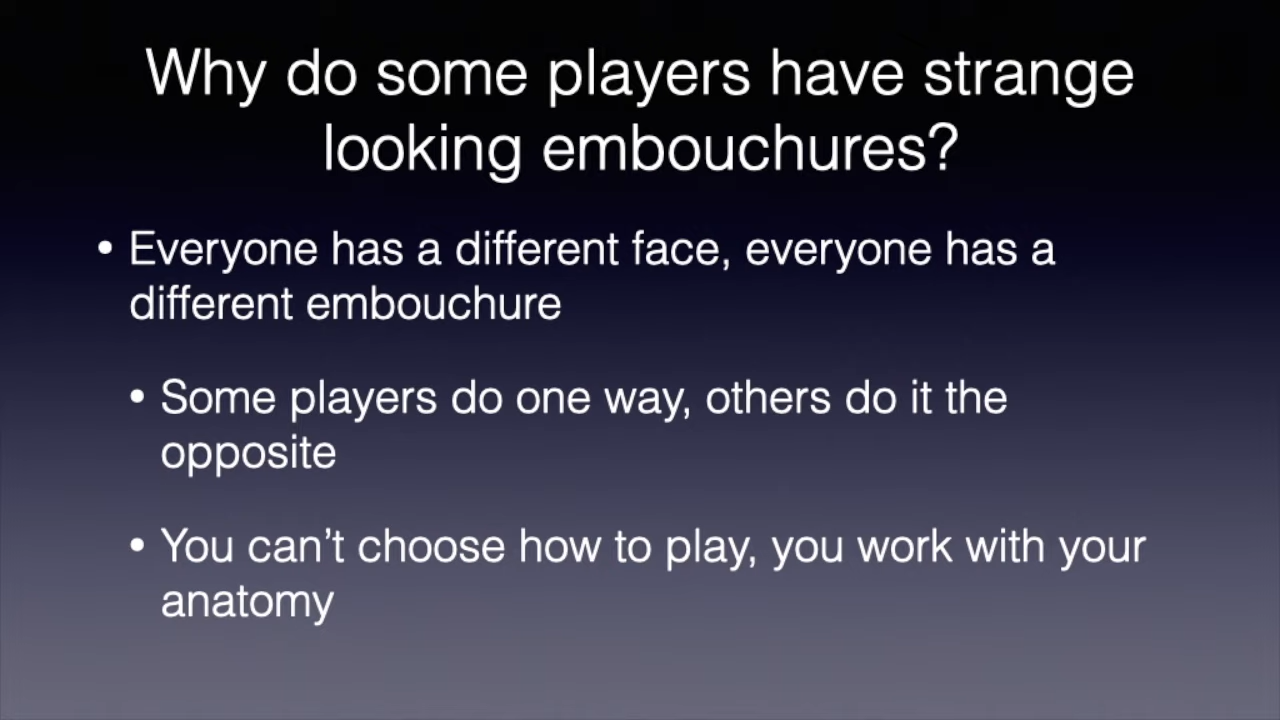 Why do some players have strange
looking embouchures?
• Everyone has a different face, everyone has a
different embouchure
• Some players do one way, others do it the
opposite
• You can’t choose how to play, you work with your
anatomy